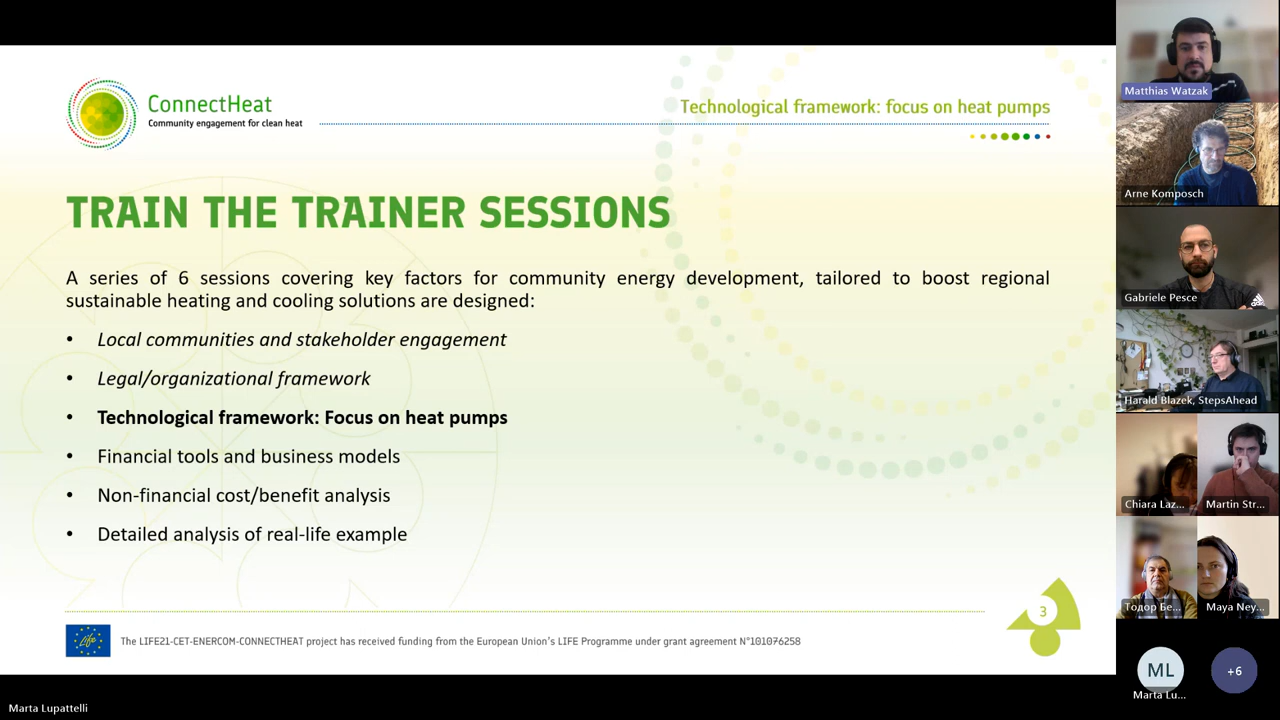 ConnectHeat
Community engagement for clean heat
Technological framework: focus on heat pumps
TRAIN THE TRAINER SESSIONS
A series of 6 sessions covering key factors for community energy development, tailored to boost regional
sustainable heating and cooling solutions are designed:
• Local communities and stakeholder engagement
• Legal/organizational framework
• Technological framework: Focus on heat pumps
• Financial tools and business models
• Non-financial cost/benefit analysis
• Detailed analysis of real-life example
3
Life
The LIFE21-CET-ENERCOM-CONNECTHEAT project has received funding from the European Union's LIFE Programme under grant agreement N°101076258
Marta Lupattelli
Matthias Watzak
Arne Komposch
Gabriele Pesce
Harald Blazek, StepsAhead
Chiara Laz...
Martin Str...
Тодор Бе...
Maya Ney...
ML
Marta Lu...
+6